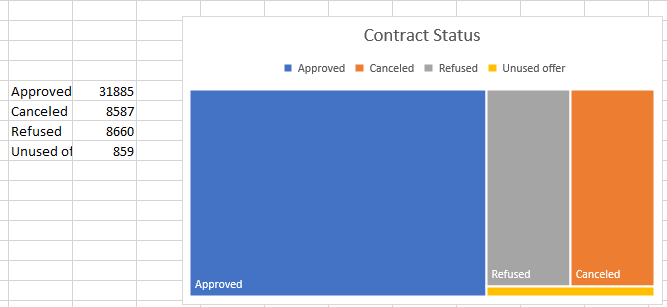 Contract Status
Approved Canceled Refused Unused offer
Approved 31885
Canceled 8587
Refused 8660
Unused of 859
Approved
Refused
Canceled